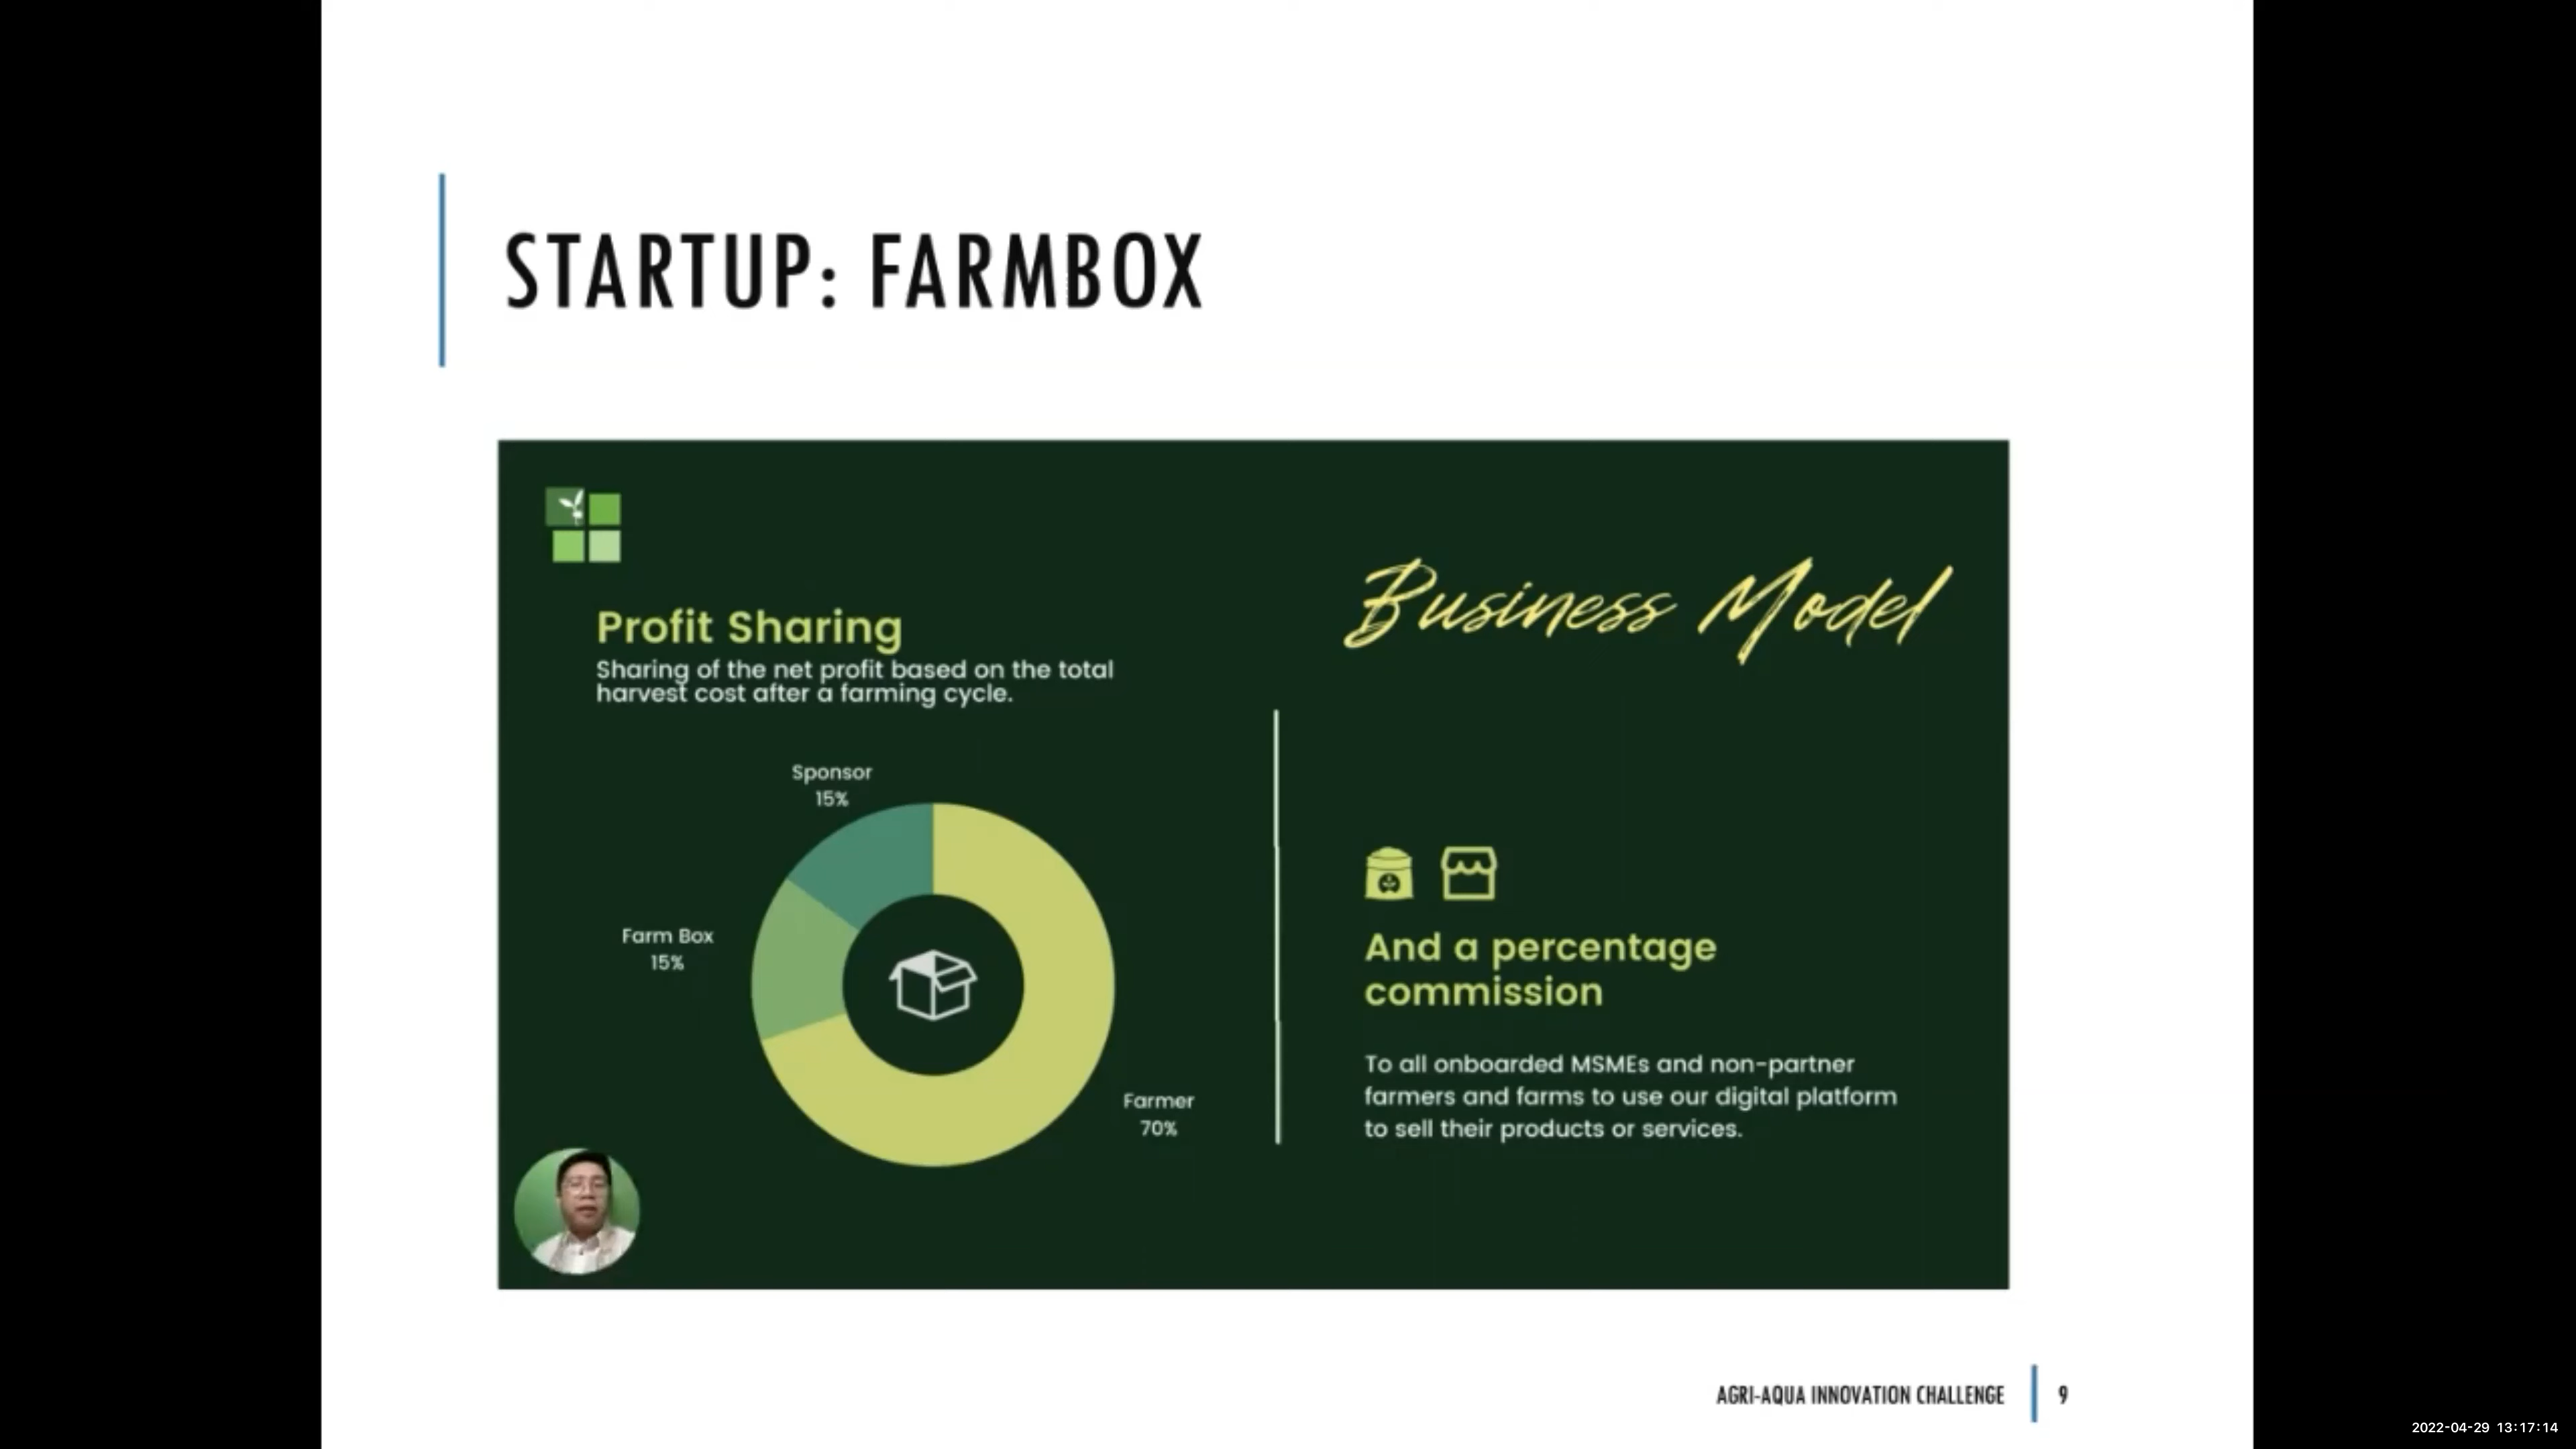 STARTUP: FARMBOX
Business Model
Profit Sharing
Sharing of the net profit based on the total
harvest cost after a farming cycle.
Sponsor
15%
Farm Box
15%
Farmer
70%
And a percentage
commission
To all onboarded MSMEs and non-partner
farmers and farms to use our digital platform
to sell their products or services.
AGRI-AQUA INNOVATION CHALLENGE
9
2022-04-29 13:17:14